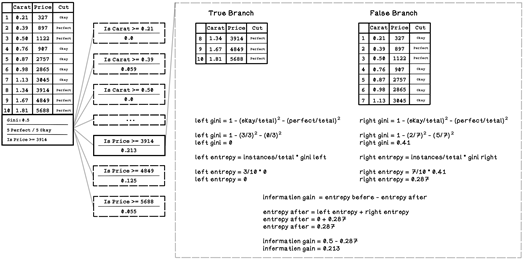 Carat Price Cut
1 0.21 327 Okay
2 0.39 897 Perfect
3 0.50 1122 Perfect
4 0.76 907 Okay
5 0.87 2757 Okay
6 0.98 2865 Okay
7 1.13 3045 Okay
8 1.34 3914 Perfect
9 1.67 4849 Perfect
10 1.81 5688 Perfect
Gini: 0.5
5 Perfect / 5 Okay
Is Price >= 3914
Is Carat >= 0.21
0.0
Is Carat >= 0.39
0.059
Is Carat >= 0.50
0.0
...
Is Price >= 3914
0.213
Is Price >= 4849
0.125
Is Price >= 5688
0.055
True Branch
Carat Price Cut
8 1.34 3914 Perfect
9 1.67 4849 Perfect
10 1.81 5688 Perfect
left gini = 1 - (okay/total)² - (perfect/total)²
left gini = 1 - (3/3)² - (0/3)²
left gini = 0
left entropy = instances/total * gini left
left entropy = 3/10 * 0
left entropy = 0
False Branch
Carat Price Cut
1 0.21 327 Okay
2 0.39 897 Perfect
3 0.50 1122 Perfect
4 0.76 907 Okay
5 0.87 2757 Okay
6 0.98 2865 Okay
7 1.13 3045 Okay
right gini = 1 - (okay/total)² - (perfect/total)²
right gini = 1 - (2/7)² - (5/7)²
right gini = 0.41
right entropy = instances/total * gini right
right entropy = 7/10 * 0.41
right entropy = 0.287
information gain = entropy before - entropy after
entropy after = left entropy + right entropy
entropy after = 0 + 0.287
entropy after = 0.287
information gain = 0.5 - 0.287
information gain = 0.213